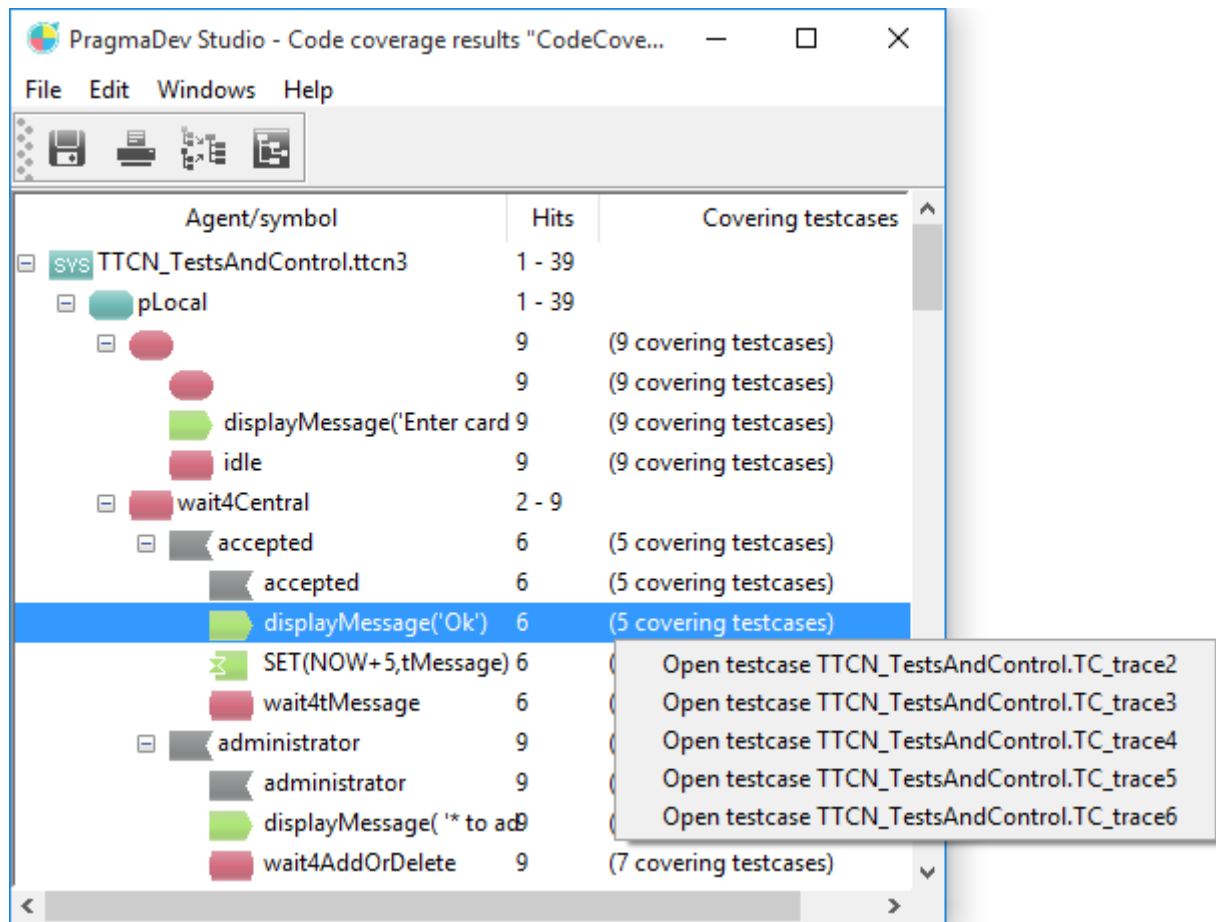 PragmaDev Studio - Code coverage results "CodeCove...
File Edit Windows Help
Agent/symbol Hits Covering testcases
SYS TTCN_TestsAndControl.ttcn3 1 - 39
pLocal 1 - 39
9 (9 covering testcases)
9 (9 covering testcases)
displayMessage('Enter card 9 (9 covering testcases)
idle 9 (9 covering testcases)
wait4Central 2 - 9
accepted 6 (5 covering testcases)
accepted 6 (5 covering testcases)
displayMessage('Ok') 6 (5 covering testcases)
SET(NOW+5,tMessage) 6 (
Open testcase TTCN_TestsAndControl.TC_trace2
wait4tMessage 6 (
Open testcase TTCN_TestsAndControl.TC_trace3
administrator 9 (
Open testcase TTCN_TestsAndControl.TC_trace4
administrator 9 (
Open testcase TTCN_TestsAndControl.TC_trace5
displayMessage( '* to ad 9 (
Open testcase TTCN_TestsAndControl.TC_trace6
wait4AddOrDelete 9 (7 covering testcases)